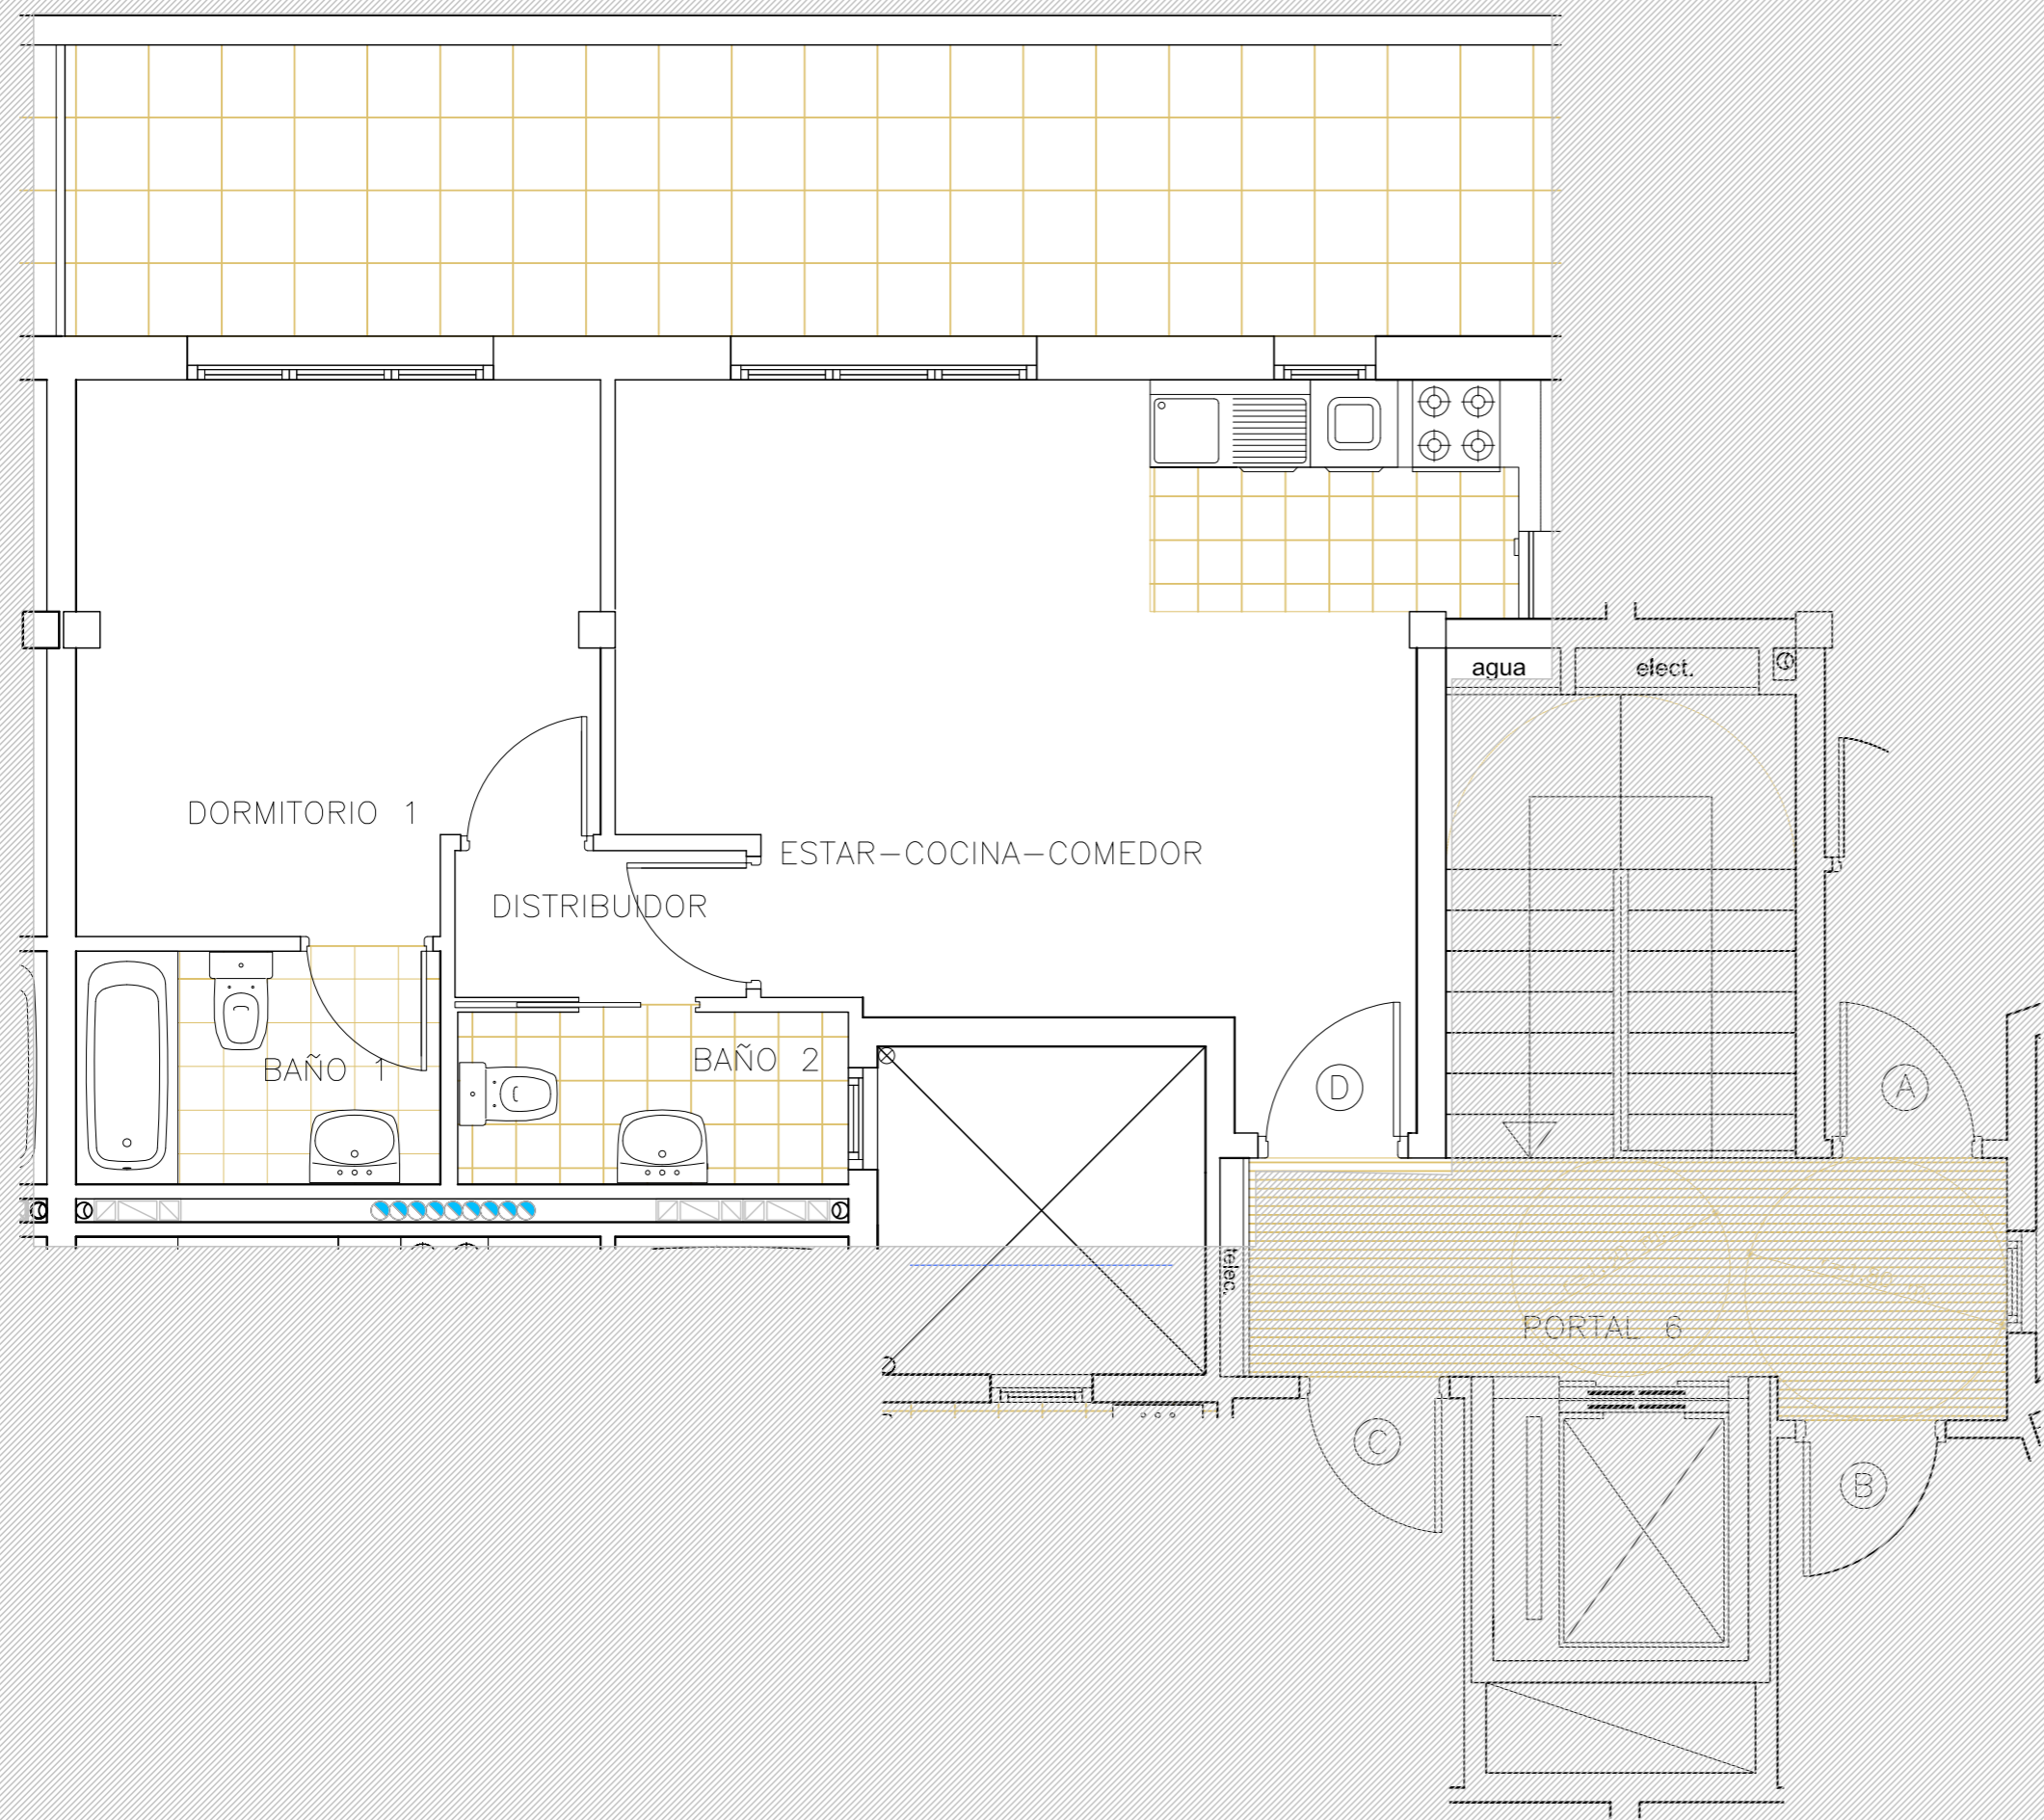 agua
elect.
DORMITORIO 1
ESTAR-COCINA-COMEDOR
DISTRIBUIDOR
BAÑO 1
BAÑO 2
D
A
telec.
PORTAL 6
C
B